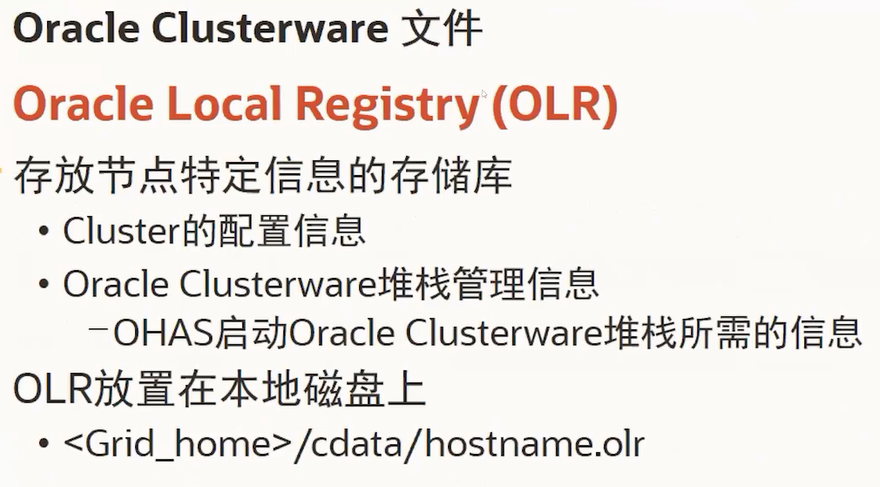 Oracle Clusterware 文件
Oracle Local Registry (OLR)
存放节点特定信息的存储库
• Cluster的配置信息
• Oracle Clusterware堆栈管理信息
–OHAS启动Oracle Clusterware堆栈所需的信息
OLR放置在本地磁盘上
• <Grid_home>/cdata/hostname.olr